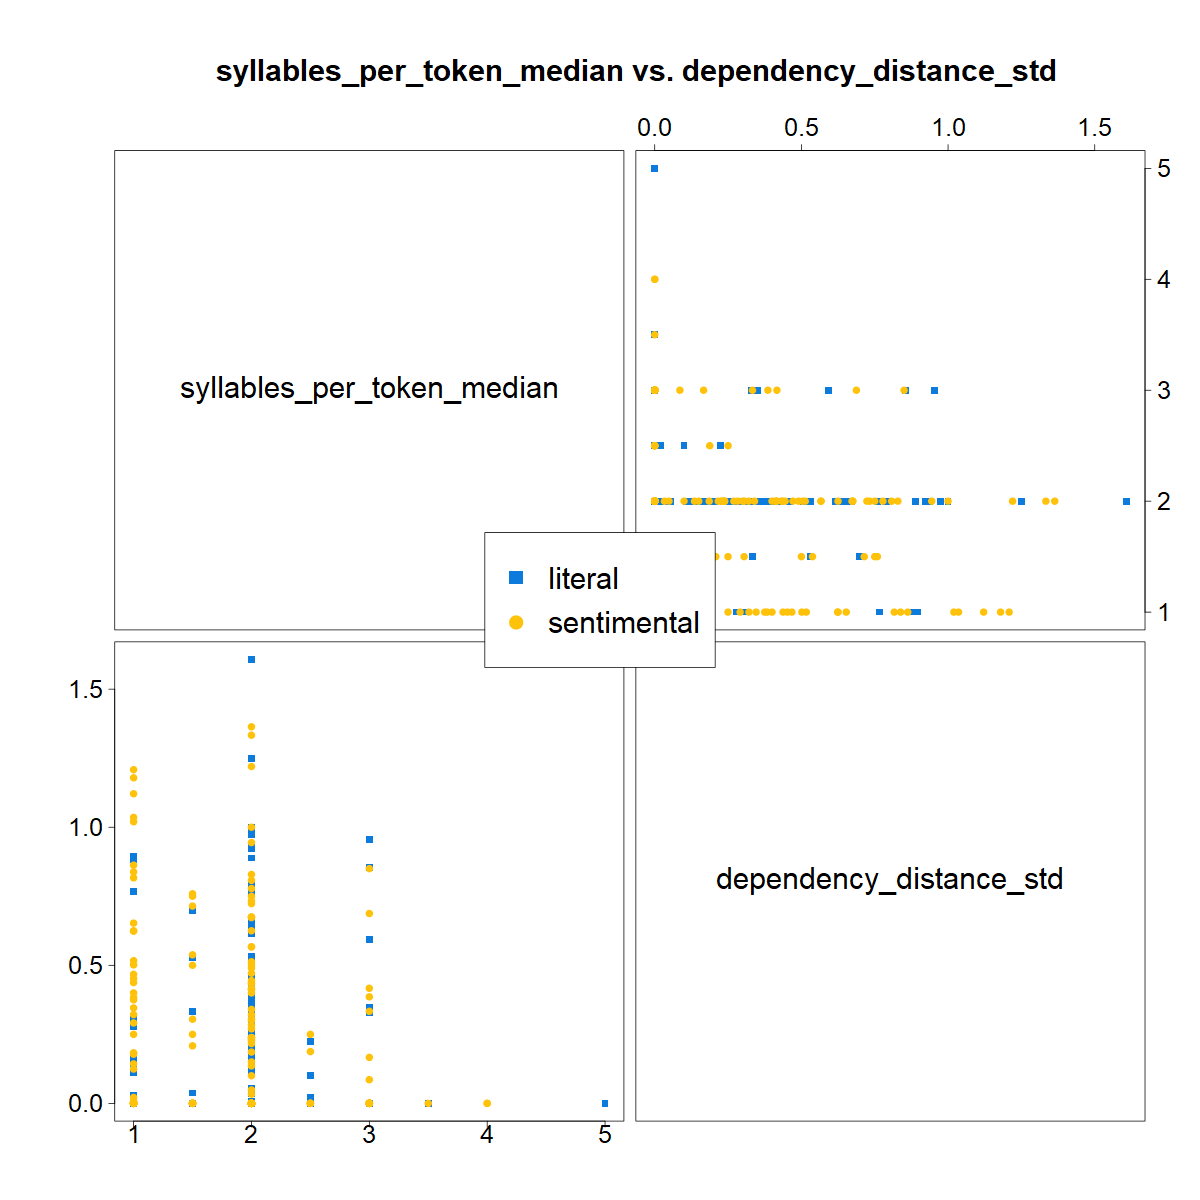 syllables_per_token_median vs. dependency_distance_std
0.0 0.5 1.0 1.5
syllables_per_token_median
5
4
3
2
1
literal
sentimental
1.5
1.0
0.5
0.0
dependency_distance_std
1 2 3 4 5